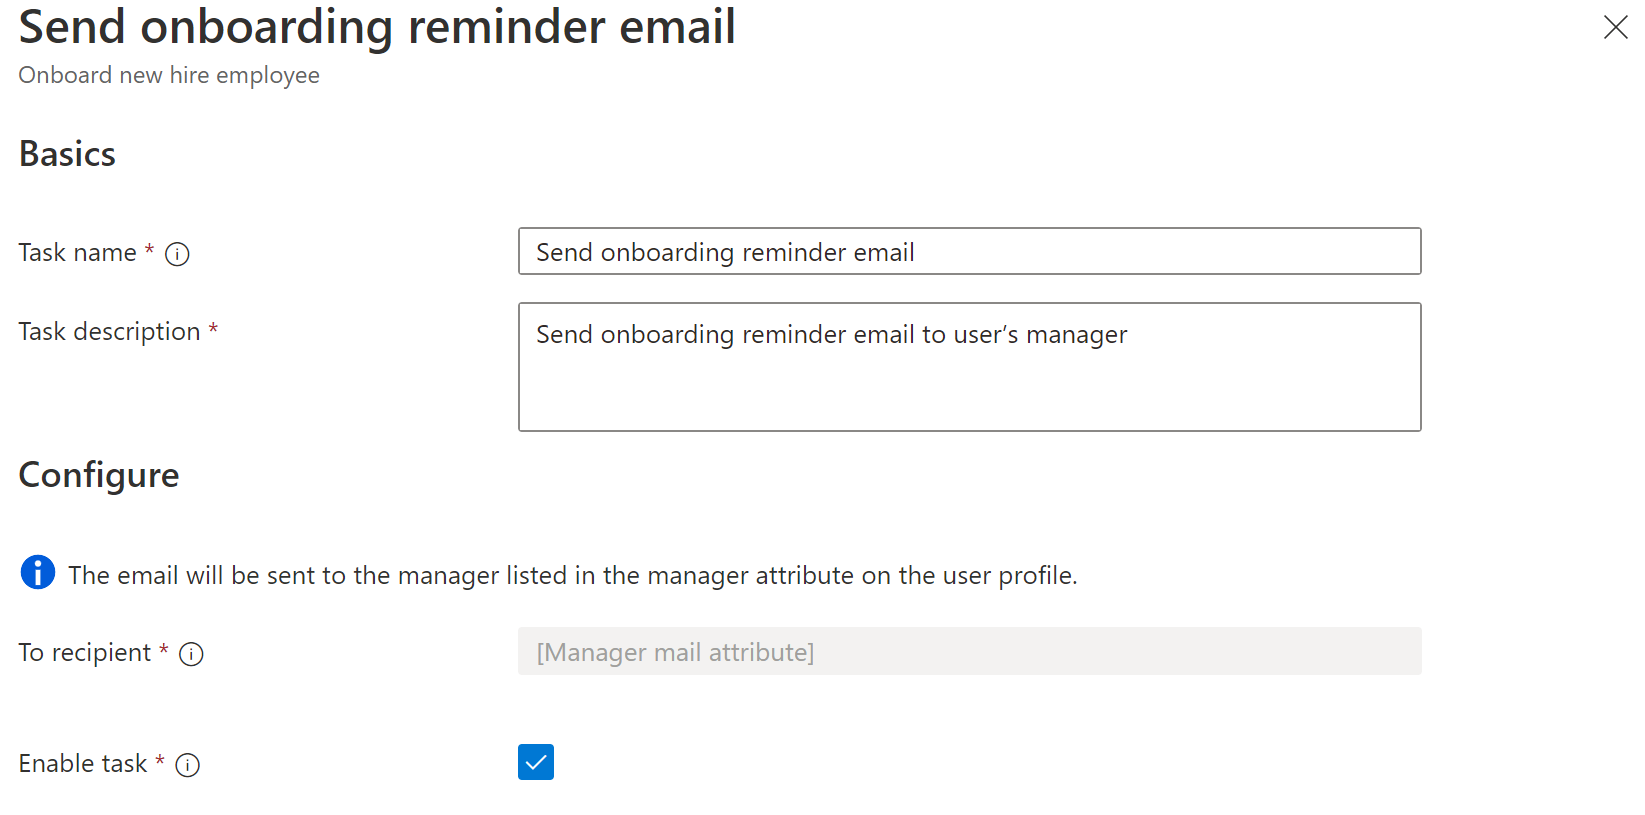 Send onboarding reminder email
Onboard new hire employee
Basics
Task name *
Send onboarding reminder email
Task description *
Send onboarding reminder email to user’s manager
Configure
The email will be sent to the manager listed in the manager attribute on the user profile.
To recipient *
[Manager mail attribute]
Enable task *